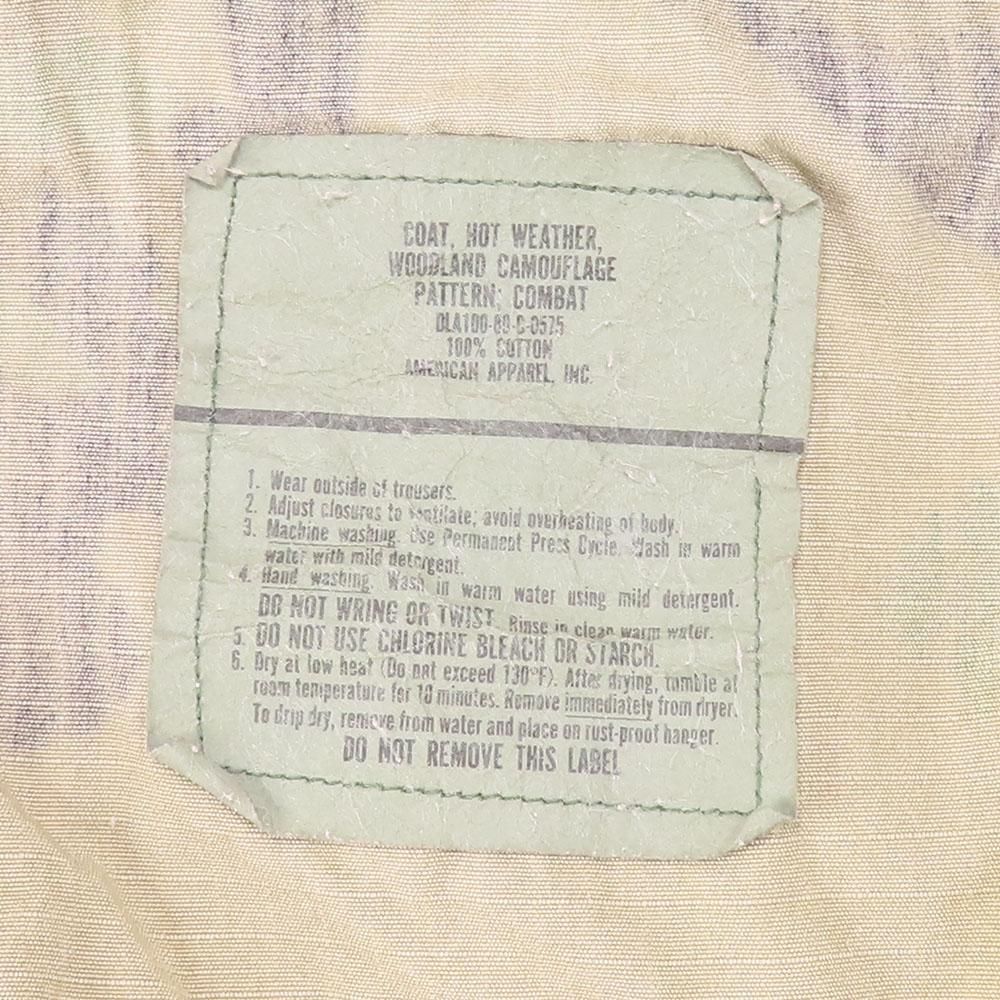 COAT, HOT WEATHER,
WOODLAND CAMOUFLAGE
PATTERN: COMBAT
DLA100-89-C-0575
100% COTTON
AMERICAN APPAREL, INC.
1. Wear outside of trousers.
2. Adjust closures to ventilate; avoid overheating of body.
3. Machine washing. Use Permanent Press Cycle. Wash in warm
water with mild detergent.
4. Hand washing. Wash in warm water using mild detergent.
DO NOT WRING OR TWIST. Rinse in clean warm water.
5. DO NOT USE CHLORINE BLEACH OR STARCH.
6. Dry at low heat (Do not exceed 130°F). After drying, tumble at
room temperature for 10 minutes. Remove immediately from dryer.
To drip dry, remove from water and place on rust-proof hanger.
DO NOT REMOVE THIS LABEL